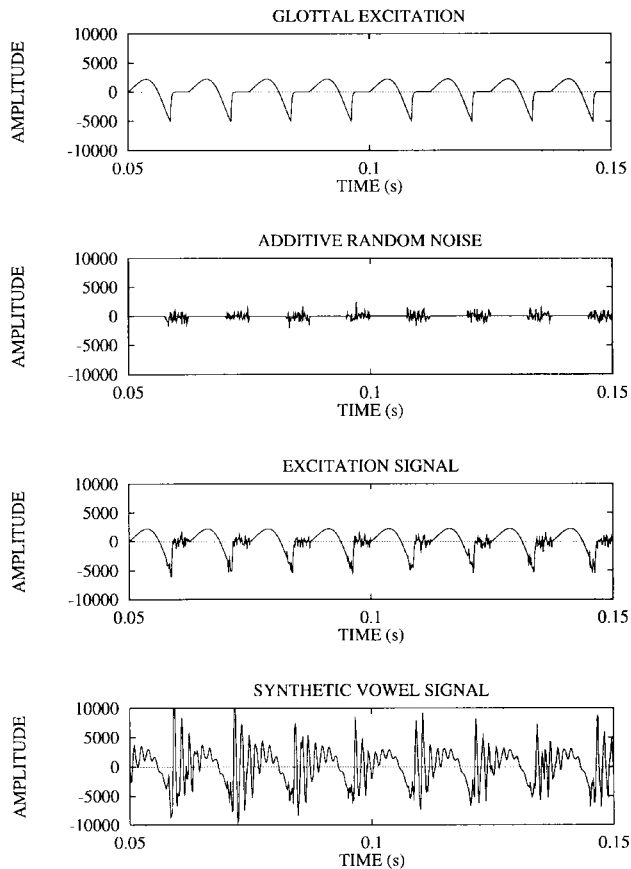 GLOTTAL EXCITATION
AMPLITUDE
10000
5000
0
-5000
-10000
0.05 0.1 0.15
TIME (s)
ADDITIVE RANDOM NOISE
AMPLITUDE
10000
5000
0
-5000
-10000
0.05 0.1 0.15
TIME (s)
EXCITATION SIGNAL
AMPLITUDE
10000
5000
0
-5000
-10000
0.05 0.1 0.15
TIME (s)
SYNTHETIC VOWEL SIGNAL
AMPLITUDE
10000
5000
0
-5000
-10000
0.05 0.1 0.15
TIME (s)